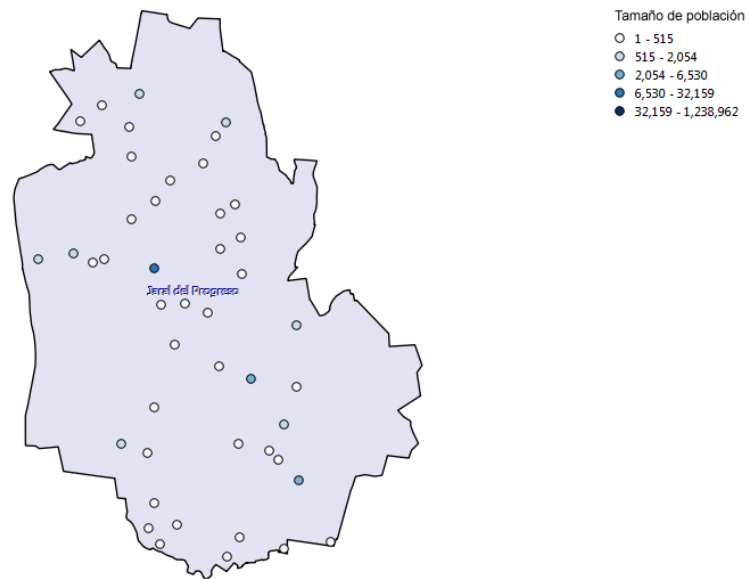 Tamaño de población
1 - 515
515 - 2,054
2,054 - 6,530
6,530 - 32,159
32,159 - 1,238,962
Jaral del Progreso